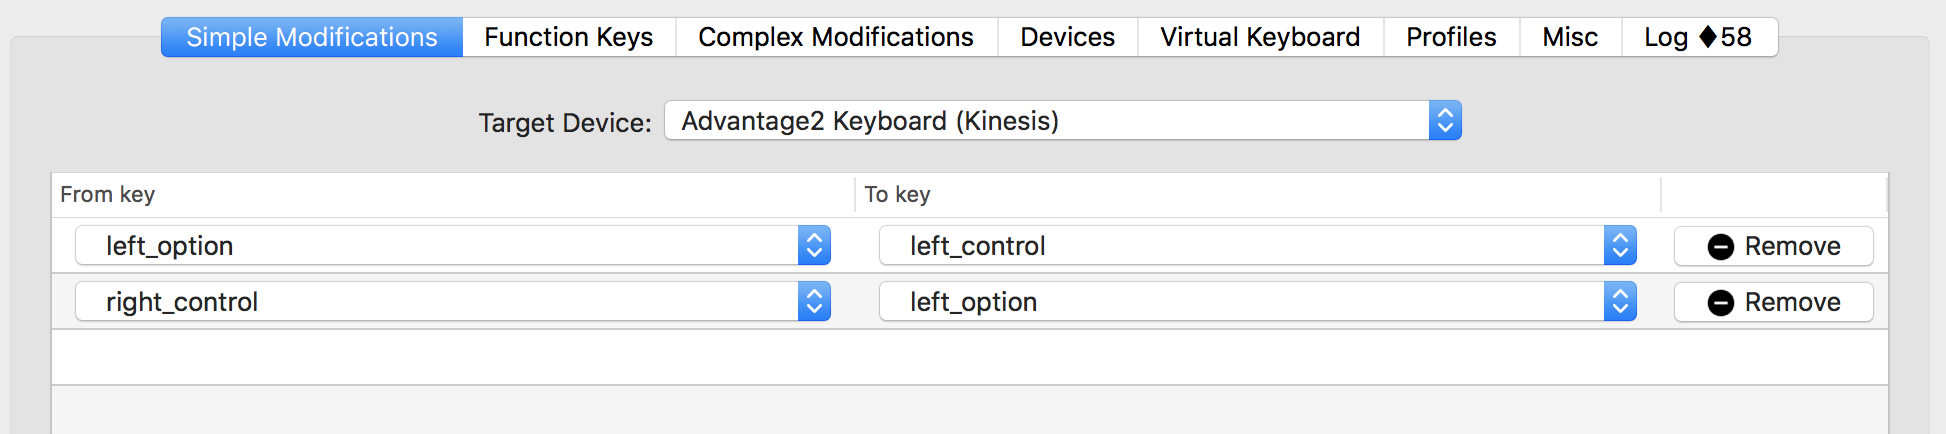 Simple Modifications Function Keys Complex Modifications Devices Virtual Keyboard Profiles Misc Log ♦58
Target Device: Advantage2 Keyboard (Kinesis)
From key To key
left_option left_control Remove
right_control left_option Remove